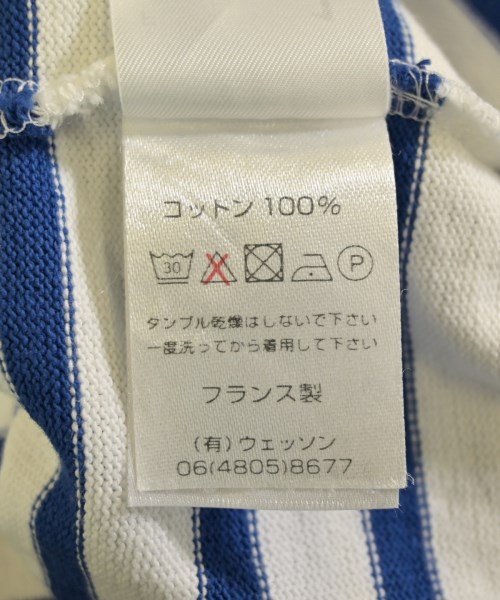 コットン 100%
30 P
タンブル乾燥はしないで下さい
一度洗ってから着用して下さい
フランス製
(有) ウェッソン
06(4805)8677